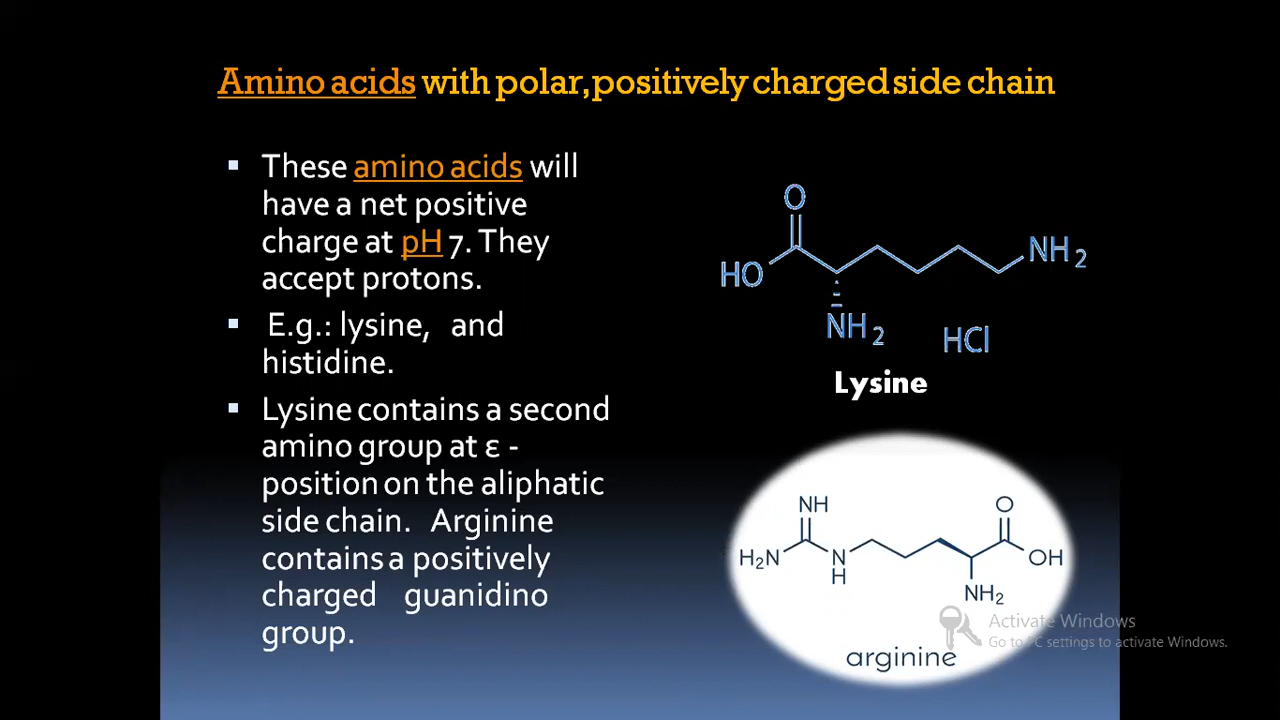 Amino acids with polar,positively charged side chain
▪ These amino acids will
have a net positive
charge at pH 7. They
accept protons.
▪ E.g.: lysine, and
histidine.
▪ Lysine contains a second
amino group at ε -
position on the aliphatic
side chain. Arginine
contains a positively
charged guanidino
group.
O
HO
NH2
NH2
HCl
Lysine
NH
O
H2N
N
H
OH
NH2
arginine
Activate Windows
Go to PC settings to activate Windows.